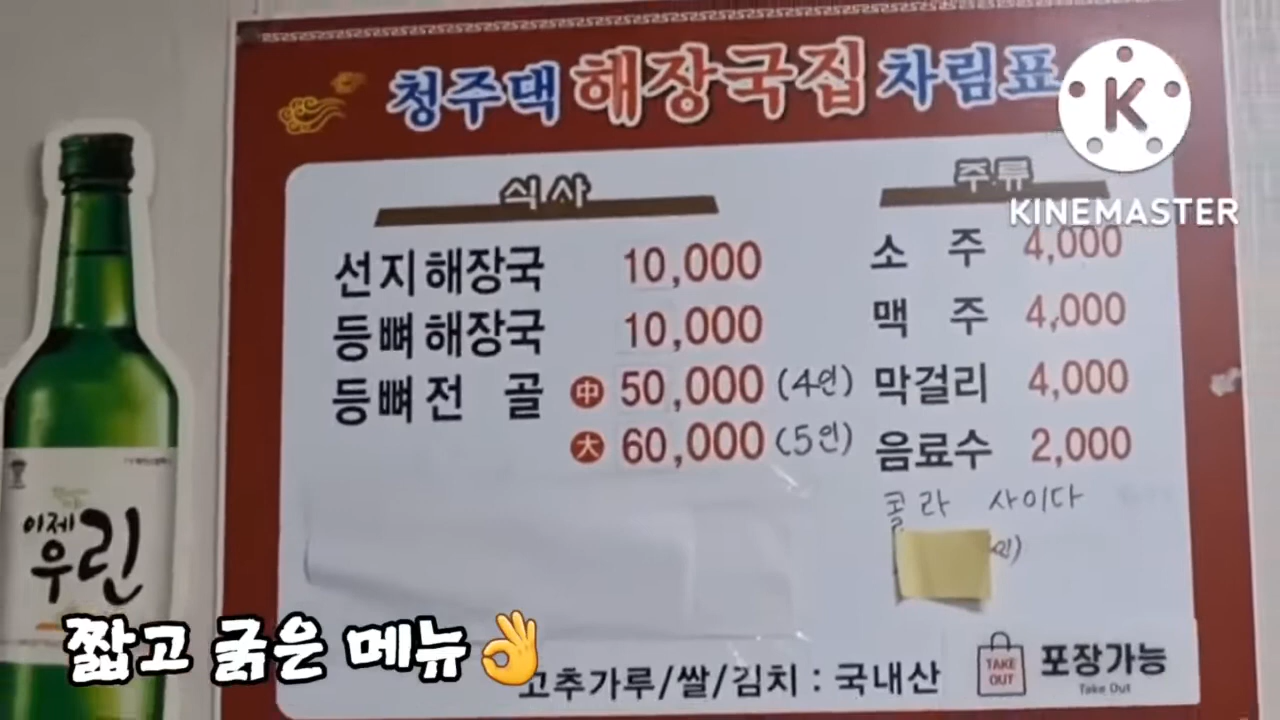 청주댁 해장국집 차림표
식사
선지해장국 10,000
등뼈해장국 10,000
등뼈전골 中 50,000 (4인)
大 60,000 (5인)
주류
소주 4,000
맥주 4,000
막걸리 4,000
음료수 2,000
콜라 사이다
인)
고추가루/쌀/김치 : 국내산
TAKE OUT
포장가능
Take Out
이제 우린
짧고 굵은 메뉴👌
K
KINEMASTER